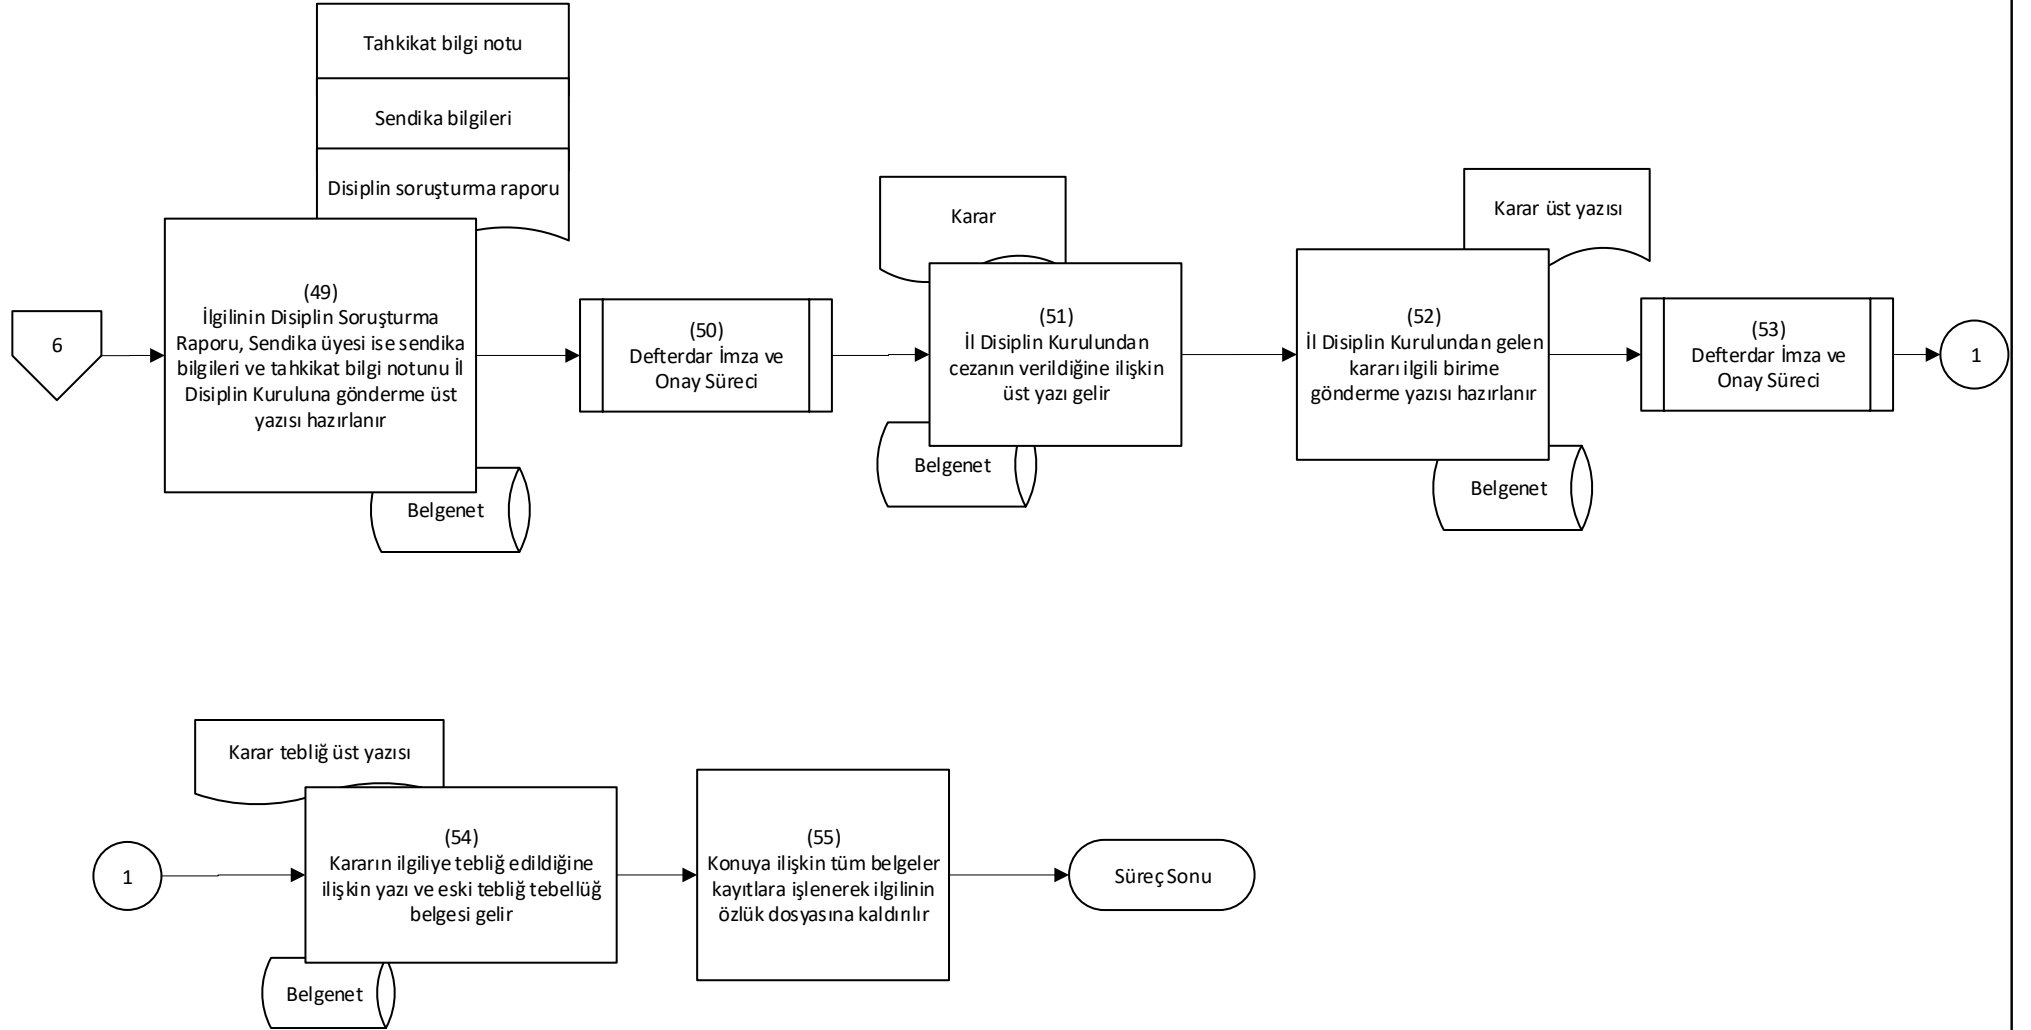 Tahkikat bilgi notu
Sendika bilgileri
Disiplin soruşturma raporu
6
(49)
İlgilinin Disiplin Soruşturma
Raporu, Sendika üyesi ise sendika
bilgileri ve tahkikat bilgi notunu İl
Disiplin Kuruluna gönderme üst
yazısı hazırlanır
Belgenet
(50)
Defterdar İmza ve
Onay Süreci
Karar
(51)
İl Disiplin Kurulundan
cezanın verildiğine ilişkin
üst yazı gelir
Belgenet
Karar üst yazısı
(52)
İl Disiplin Kurulundan gelen
kararı ilgili birime
gönderme yazısı hazırlanır
Belgenet
(53)
Defterdar İmza ve
Onay Süreci
1
Karar tebliğ üst yazısı
1
(54)
Kararın ilgiliye tebliğ edildiğine
ilişkin yazı ve eski tebliğ tebellüğ
belgesi gelir
Belgenet
(55)
Konuya ilişkin tüm belgeler
kayıtlara işlenerek ilgilinin
özlük dosyasına kaldırılır
Süreç Sonu